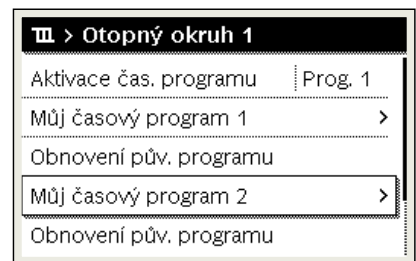 > Otopný okruh 1
Aktivace čas. programu Prog. 1
Můj časový program 1 >
Obnovení pův. programu
Můj časový program 2 >
Obnovení pův. programu